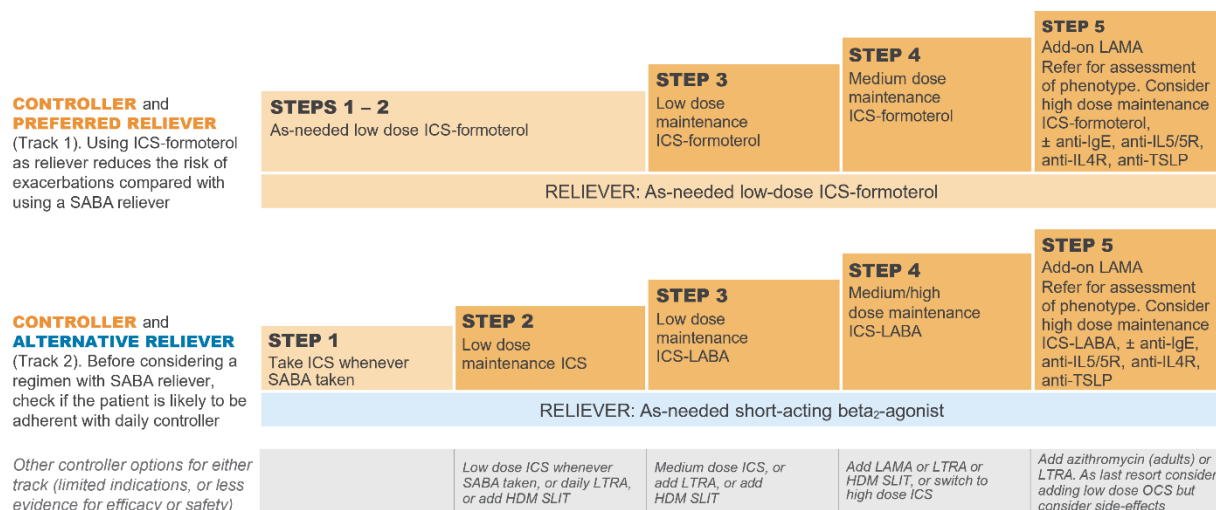 CONTROLLER and
PREFERRED RELIEVER
(Track 1). Using ICS-formoterol
as reliever reduces the risk of
exacerbations compared with
using a SABA reliever
STEPS 1 – 2
As-needed low dose ICS-formoterol
STEP 3
Low dose
maintenance
ICS-formoterol
STEP 4
Medium dose
maintenance
ICS-formoterol
STEP 5
Add-on LAMA
Refer for assessment
of phenotype. Consider
high dose maintenance
ICS-formoterol,
± anti-IgE, anti-IL5/5R,
anti-IL4R, anti-TSLP
RELIEVER: As-needed low-dose ICS-formoterol
CONTROLLER and
ALTERNATIVE RELIEVER
(Track 2). Before considering a
regimen with SABA reliever,
check if the patient is likely to be
adherent with daily controller
STEP 1
Take ICS whenever
SABA taken
STEP 2
Low dose
maintenance ICS
STEP 3
Low dose
maintenance
ICS-LABA
STEP 4
Medium/high
dose maintenance
ICS-LABA
STEP 5
Add-on LAMA
Refer for assessment
of phenotype. Consider
high dose maintenance
ICS-LABA, ± anti-IgE,
anti-IL5/5R, anti-IL4R,
anti-TSLP
RELIEVER: As-needed short-acting beta₂-agonist
Other controller options for either
track (limited indications, or less
evidence for efficacy or safety)
Low dose ICS whenever
SABA taken, or daily LTRA,
or add HDM SLIT
Medium dose ICS, or
add LTRA, or add
HDM SLIT
Add LAMA or LTRA or
HDM SLIT, or switch to
high dose ICS
Add azithromycin (adults) or
LTRA. As last resort consider
adding low dose OCS but
consider side-effects